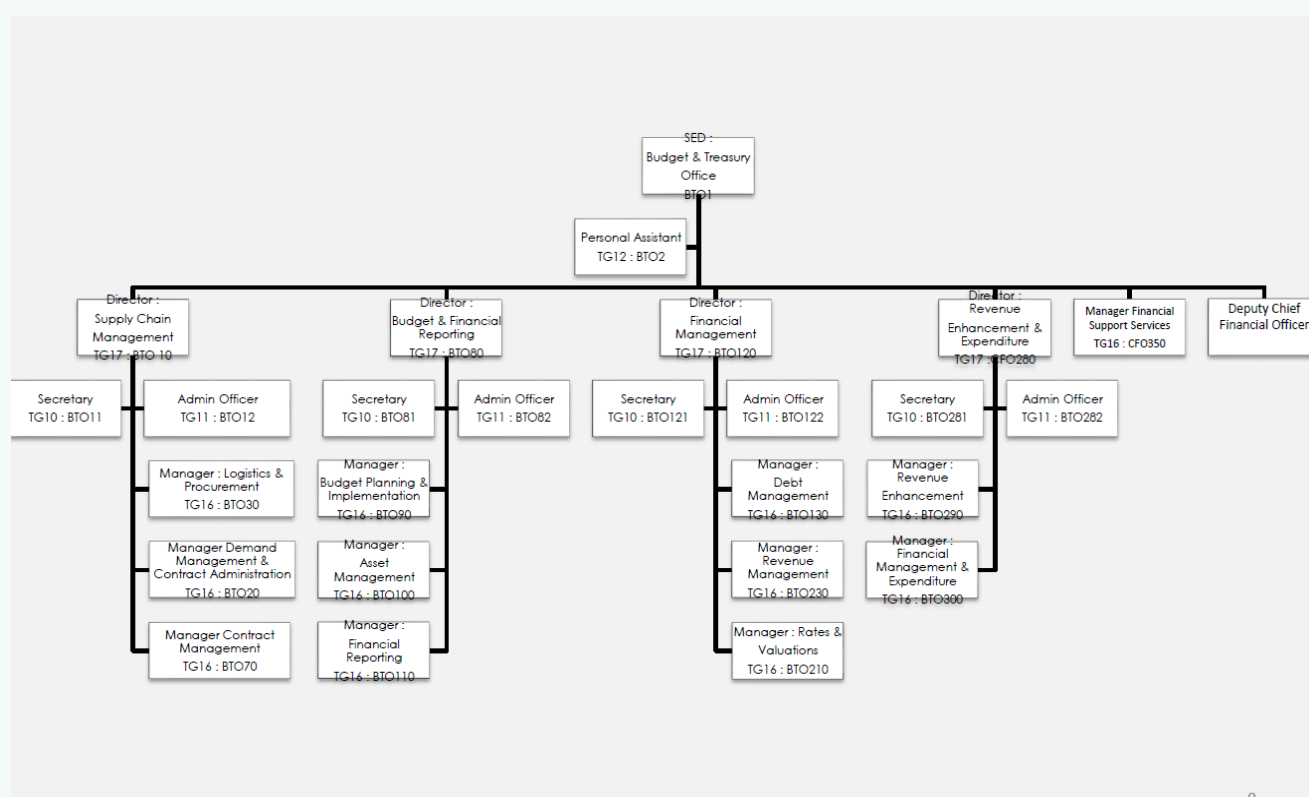 SED :
Budget & Treasury
Office
BTO1
Personal Assistant
TG12 : BTO2
Director :
Supply Chain
Management
TG17 : BTO 10
Director :
Budget & Financial
Reporting
TG17 : BTO80
Director :
Financial
Management
TG17 : BTO120
Director :
Revenue
Enhancement &
Expenditure
TG17 : CFO280
Manager Financial
Support Services
TG16 : CFO350
Deputy Chief
Financial Officer
Secretary
TG10 : BTO11
Admin Officer
TG11 : BTO12
Secretary
TG10 : BTO81
Admin Officer
TG11 : BTO82
Secretary
TG10 : BTO121
Admin Officer
TG11 : BTO122
Secretary
TG10 : BTO281
Admin Officer
TG11 : BTO282
Manager : Logistics &
Procurement
TG16 : BTO30
Manager :
Budget Planning &
Implementation
TG16 : BTO90
Manager :
Debt
Management
TG16 : BTO130
Manager :
Revenue
Enhancement
TG16 : BTO290
Manager Demand
Management &
Contract Administration
TG16 : BTO20
Manager :
Asset
Management
TG16 : BTO100
Manager :
Revenue
Management
TG16 : BTO230
Manager :
Financial
Management &
Expenditure
TG16 : BTO300
Manager Contract
Management
TG16 : BTO70
Manager :
Financial
Reporting
TG16 : BTO110
Manager : Rates &
Valuations
TG16 : BTO210